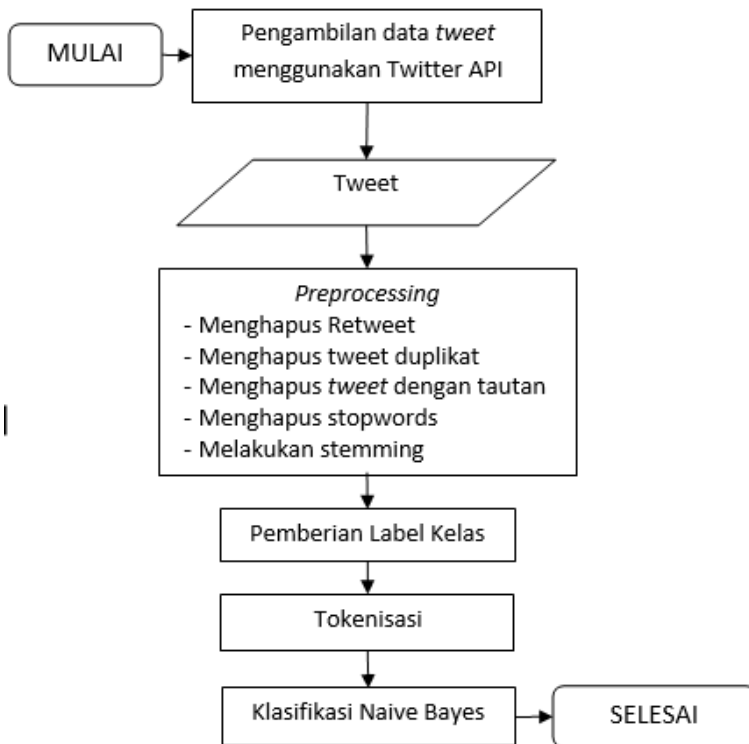 MULAI
Pengambilan data tweet
menggunakan Twitter API
Tweet
Preprocessing
- Menghapus Retweet
- Menghapus tweet duplikat
- Menghapus tweet dengan tautan
- Menghapus stopwords
- Melakukan stemming
Pemberian Label Kelas
Tokenisasi
Klasifikasi Naive Bayes
SELESAI